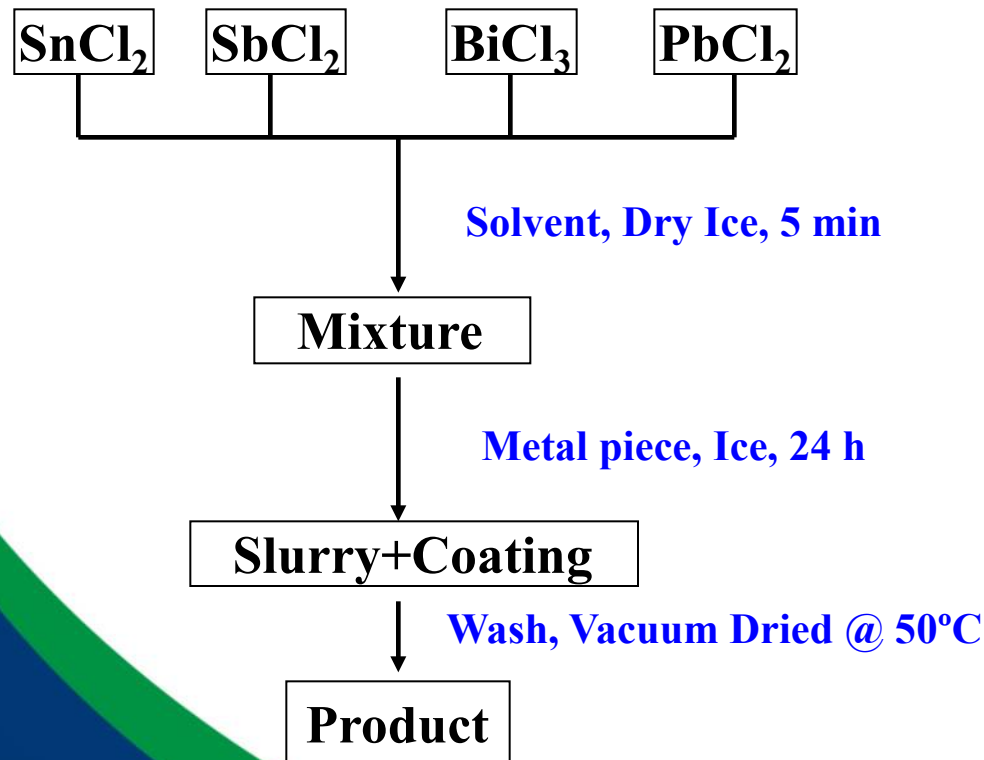 SnCl₂ SbCl₂ BiCl₃ PbCl₂
Solvent, Dry Ice, 5 min
Mixture
Metal piece, Ice, 24 h
Slurry+Coating
Wash, Vacuum Dried @ 50ºC
Product